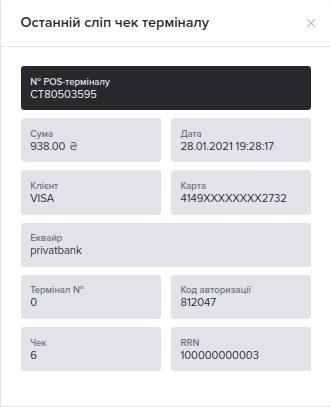 Останній сліп чек терміналу
№ POS-терміналу
CT80503595
Сума
938.00 ₴
Дата
28.01.2021 19:28:17
Клієнт
VISA
Карта
4149XXXXXXXX2732
Еквайр
privatbank
Термінал №
0
Код авторизації
812047
Чек
6
RRN
100000000003